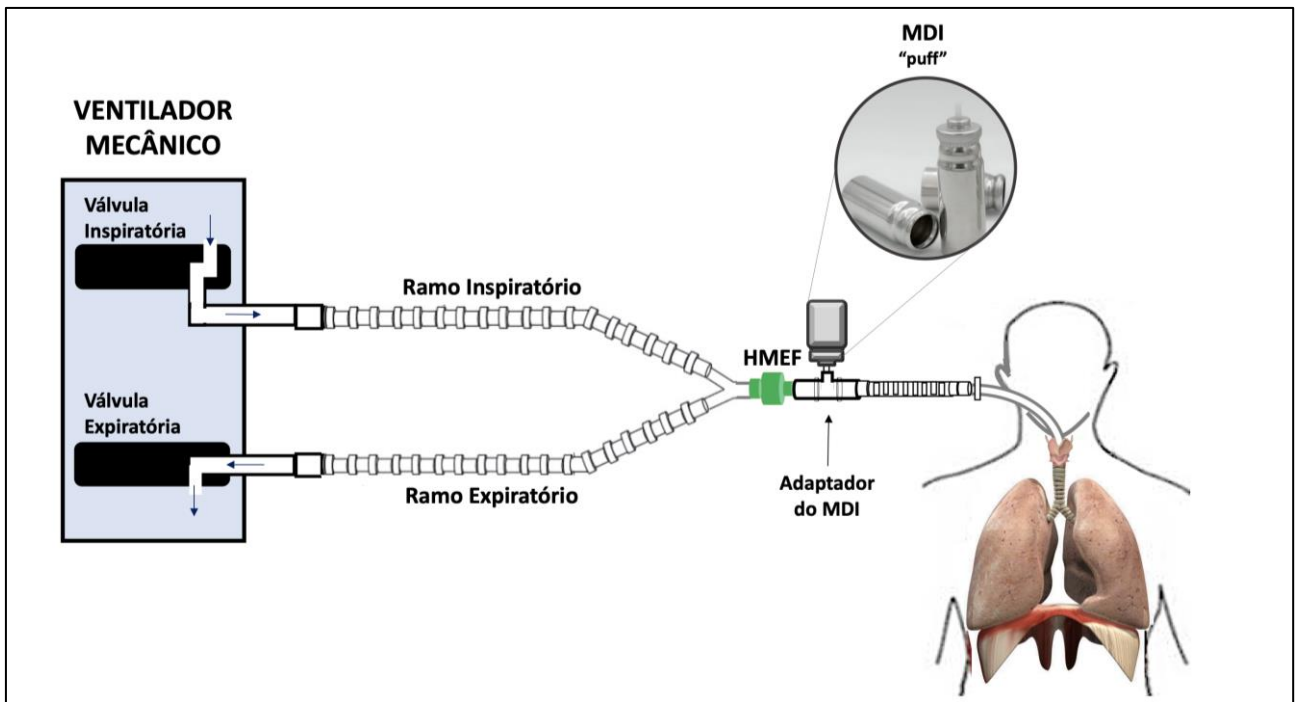 MDI
“puff”
VENTILADOR
MECÂNICO
Válvula
Inspiratória
Ramo Inspiratório
HMEF
Válvula
Expiratória
Ramo Expiratório
Adaptador
do MDI